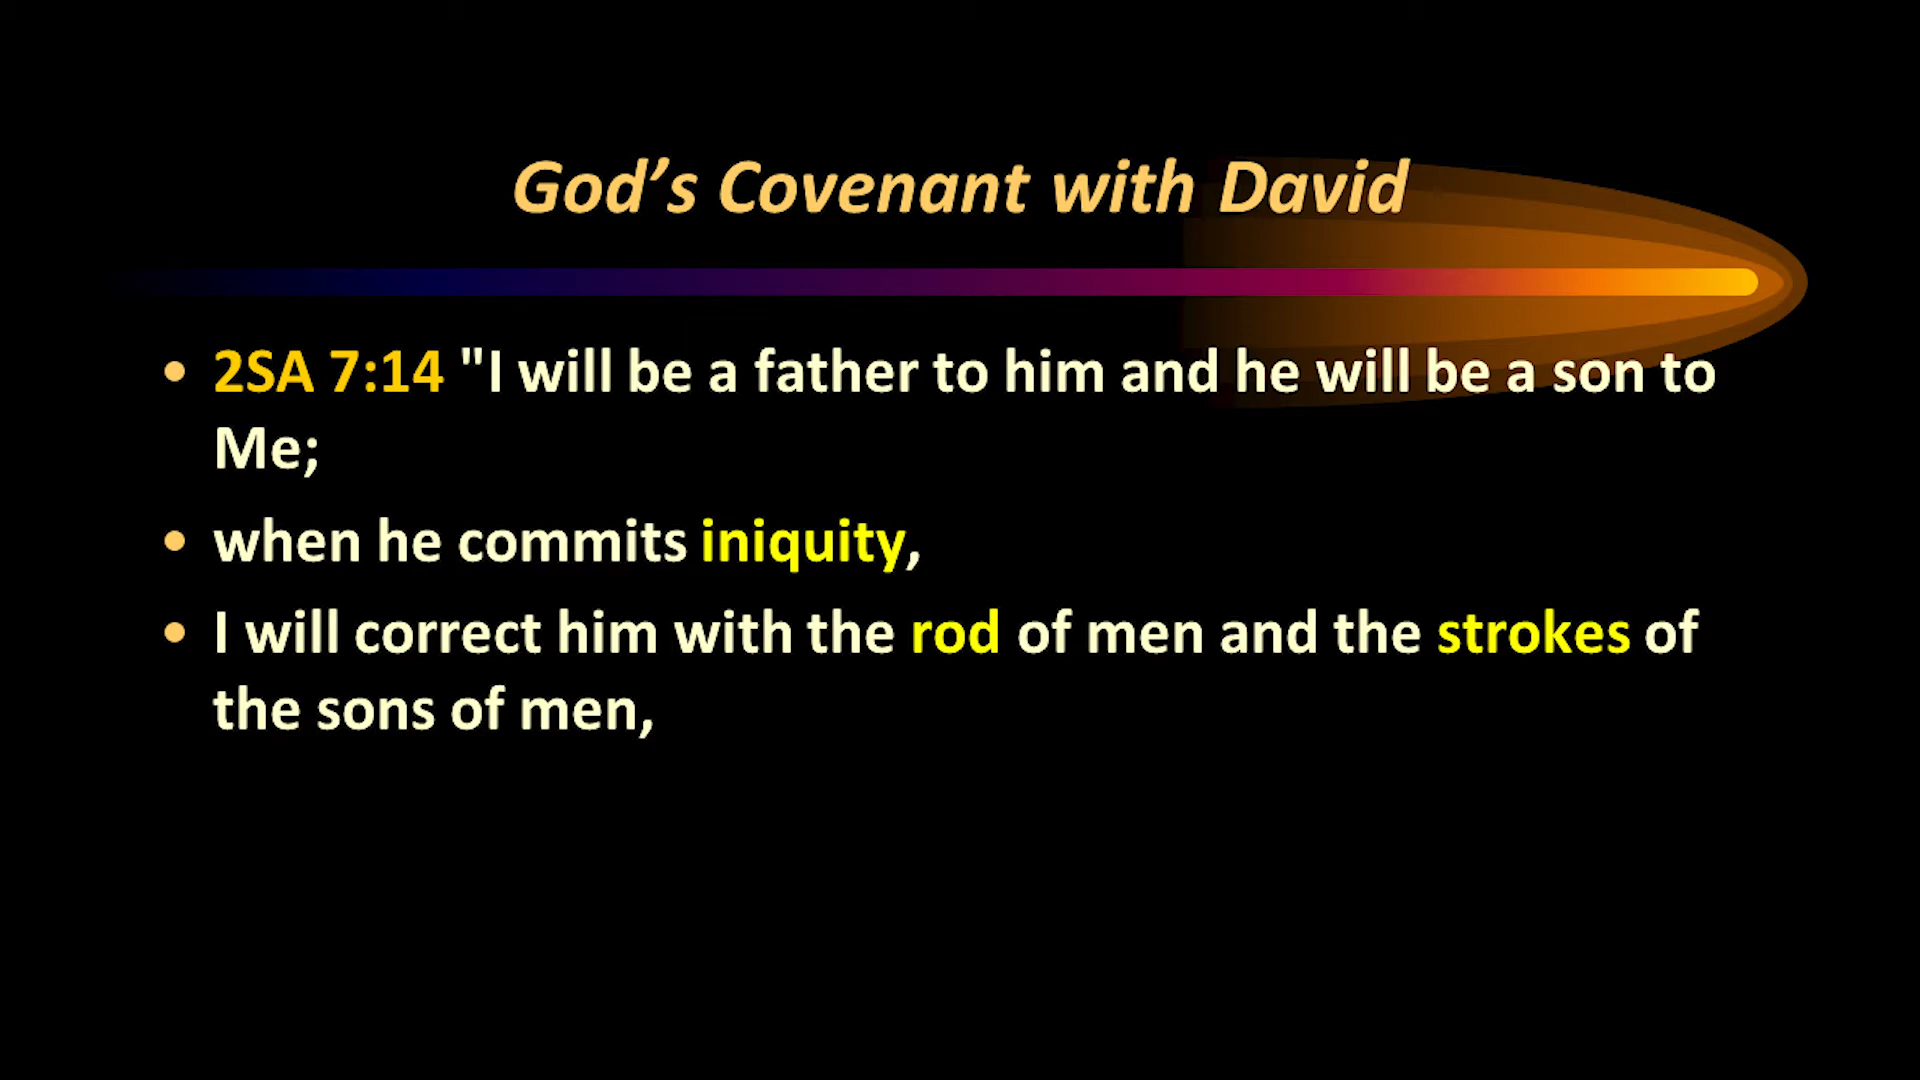 God’s Covenant with David
• 2SA 7:14 "I will be a father to him and he will be a son to
Me;
• when he commits iniquity,
• I will correct him with the rod of men and the strokes of
the sons of men,